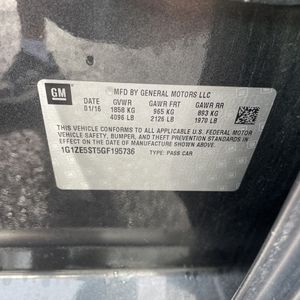 GM
MFD BY GENERAL MOTORS LLC
DATE GVWR GAWR FRT GAWR RR
01/16 1858 KG 965 KG 893 KG
4096 LB 2126 LB 1970 LB
THIS VEHICLE CONFORMS TO ALL APPLICABLE U.S. FEDERAL MOTOR
VEHICLE SAFETY, BUMPER, AND THEFT PREVENTION STANDARDS
IN EFFECT ON THE DATE OF MANUFACTURE SHOWN ABOVE.
1G1ZE5ST5GF195736 TYPE: PASS CAR